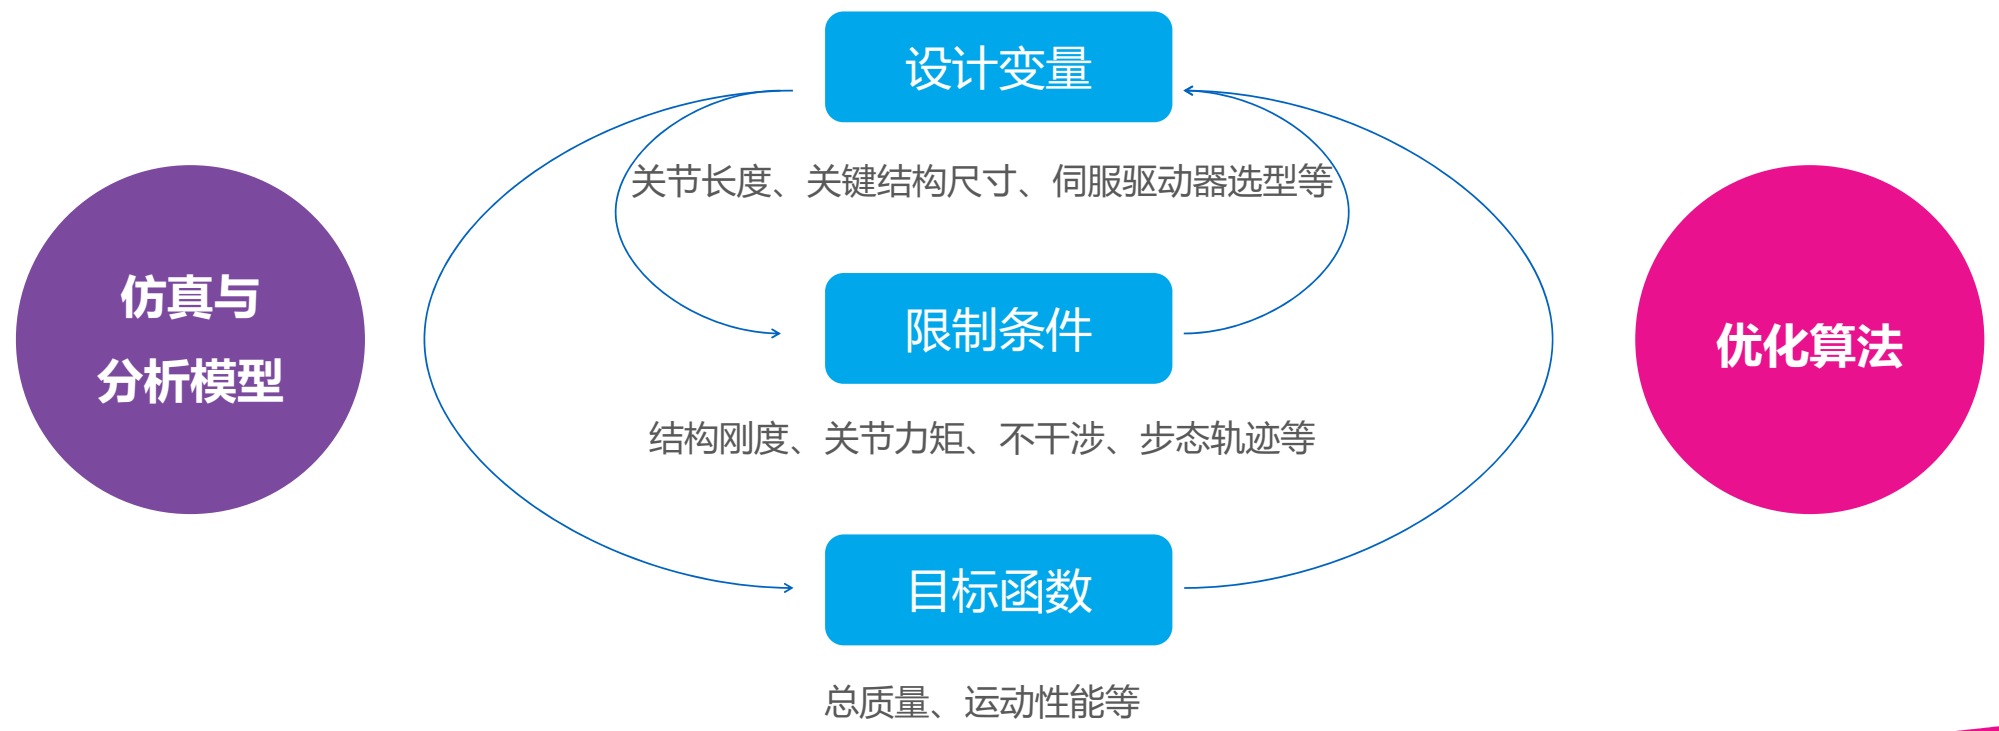 设计变量
关节长度、关键结构尺寸、伺服驱动器选型等
仿真与
分析模型
限制条件
优化算法
结构刚度、关节力矩、不干涉、步态轨迹等
目标函数
总质量、运动性能等